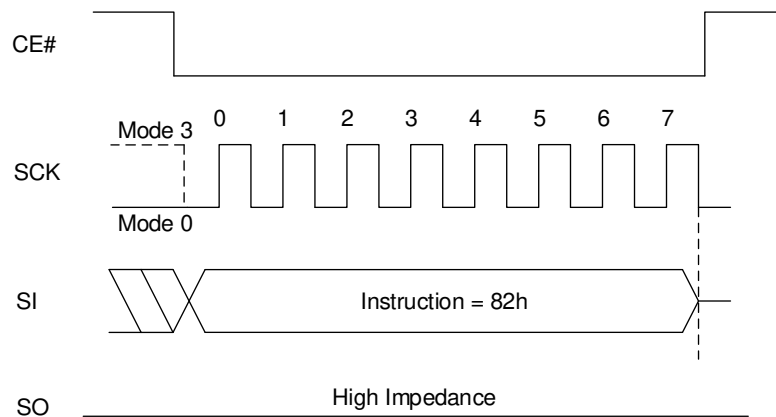 CE#
Mode 3 0 1 2 3 4 5 6 7
SCK
Mode 0
SI Instruction = 82h
SO High Impedance